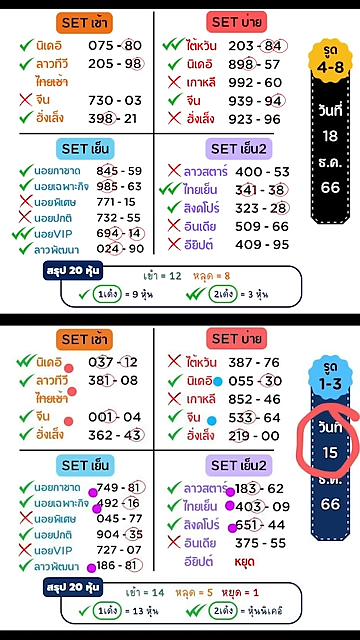 SET เช้า
นิเคอิ 075 - 80
ลาวทีวี 205 - 98
ไทยเช้า
จีน 730 - 03
ฮั่งเส็ง 398 - 21
SET บ่าย
ไต้หวัน 203 - 84
นิเคอิ 898 - 57
เกาหลี 992 - 60
จีน 939 - 94
ฮั่งเส็ง 923 - 96
รูด
4-8
วันที่
18
ธ.ค.
66
SET เย็น
นอยกาชาด 845 - 59
นอยเฉพาะกิจ 985 - 63
นอยพิเศษ 771 - 15
นอยปกติ 732 - 55
นอยVIP 694 - 14
ลาวพัฒนา 024 - 90
SET เย็น2
ลาวสตาร์ 400 - 53
ไทยเย็น 341 - 38
สิงคโปร์ 323 - 28
อินเดีย 509 - 66
อียิปต์ 409 - 95
สรุป 20 หุ้น
เข้า = 12 หลุด = 8
1เด้ง = 9 หุ้น 2เด้ง = 3 หุ้น
SET เช้า
นิเคอิ 037 - 12
ลาวทีวี 381 - 08
ไทยเช้า
จีน 001 - 04
ฮั่งเส็ง 362 - 43
SET บ่าย
ไต้หวัน 387 - 76
นิเคอิ 055 - 30
เกาหลี 852 - 46
จีน 533 - 64
ฮั่งเส็ง 219 - 00
รูด
1-3
วันที่
15
ธ.ค.
66
SET เย็น
นอยกาชาด 749 - 81
นอยเฉพาะกิจ 492 - 16
นอยพิเศษ 045 - 77
นอยปกติ 904 - 35
นอยVIP 727 - 07
ลาวพัฒนา 186 - 81
SET เย็น2
ลาวสตาร์ 183 - 62
ไทยเย็น 403 - 09
สิงคโปร์ 651 - 44
อินเดีย 375 - 55
อียิปต์ หยุด
สรุป 20 หุ้น
เข้า = 14 หลุด = 5 หยุด = 1
1เด้ง = 13 หุ้น 2เด้ง = หุ้นนิเคอิ